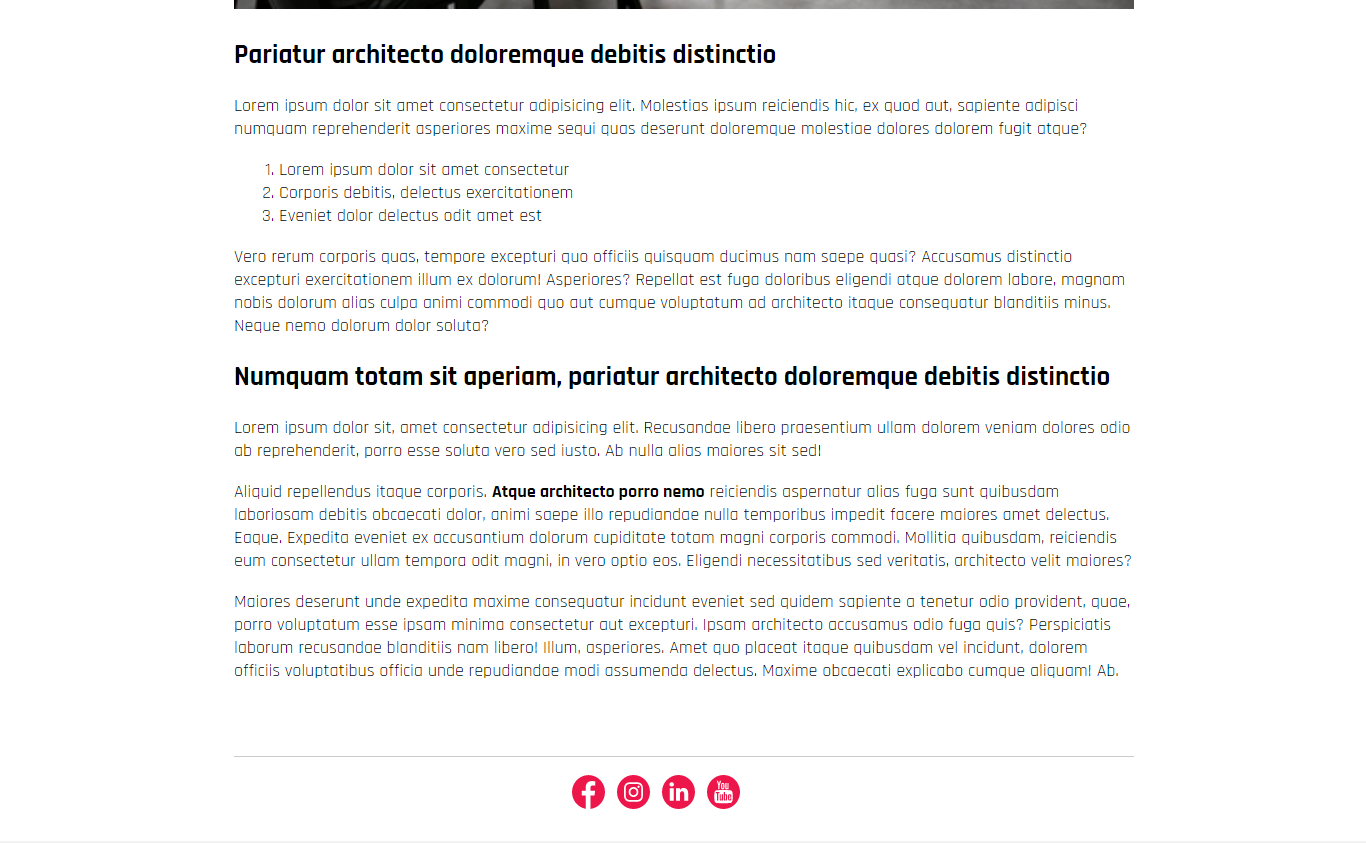 Pariatur architecto doloremque debitis distinctio
Lorem ipsum dolor sit amet consectetur adipisicing elit. Molestias ipsum reiciendis hic, ex quod aut, sapiente adipisci
numquam reprehenderit asperiores maxime sequi quas deserunt doloremque molestiae dolores dolorem fugit atque?
1. Lorem ipsum dolor sit amet consectetur
2. Corporis debitis, delectus exercitationem
3. Eveniet dolor delectus odit amet est
Vero rerum corporis quas, tempore excepturi quo officiis quisquam ducimus nam saepe quasi? Accusamus distinctio
excepturi exercitationem illum ex dolorum! Asperiores? Repellat est fuga doloribus eligendi atque dolorem labore, magnam
nobis dolorum alias culpa animi commodi quo aut cumque voluptatum ad architecto itaque consequatur blanditiis minus.
Neque nemo dolorum dolor soluta?
Numquam totam sit aperiam, pariatur architecto doloremque debitis distinctio
Lorem ipsum dolor sit, amet consectetur adipisicing elit. Recusandae libero praesentium ullam dolorem veniam dolores odio
ab reprehenderit, porro esse soluta vero sed iusto. Ab nulla alias maiores sit sed!
Aliquid repellendus itaque corporis. Atque architecto porro nemo reiciendis aspernatur alias fuga sunt quibusdam
laboriosam debitis obcaecati dolor, animi saepe illo repudiandae nulla temporibus impedit facere maiores amet delectus.
Eaque. Expedita eveniet ex accusantium dolorum cupiditate totam magni corporis commodi. Mollitia quibusdam, reiciendis
eum consectetur ullam tempora odit magni, in vero optio eos. Eligendi necessitatibus sed veritatis, architecto velit maiores?
Maiores deserunt unde expedita maxime consequatur incidunt eveniet sed quidem sapiente a tenetur odio provident, quae,
porro voluptatum esse ipsam minima consectetur aut excepturi. Ipsam architecto accusamus odio fuga quis? Perspiciatis
laborum recusandae blanditiis nam libero! Illum, asperiores. Amet quo placeat itaque quibusdam vel incidunt, dolorem
officiis voluptatibus officia unde repudiandae modi assumenda delectus. Maxime obcaecati explicabo cumque aliquam! Ab.
f in You Tube